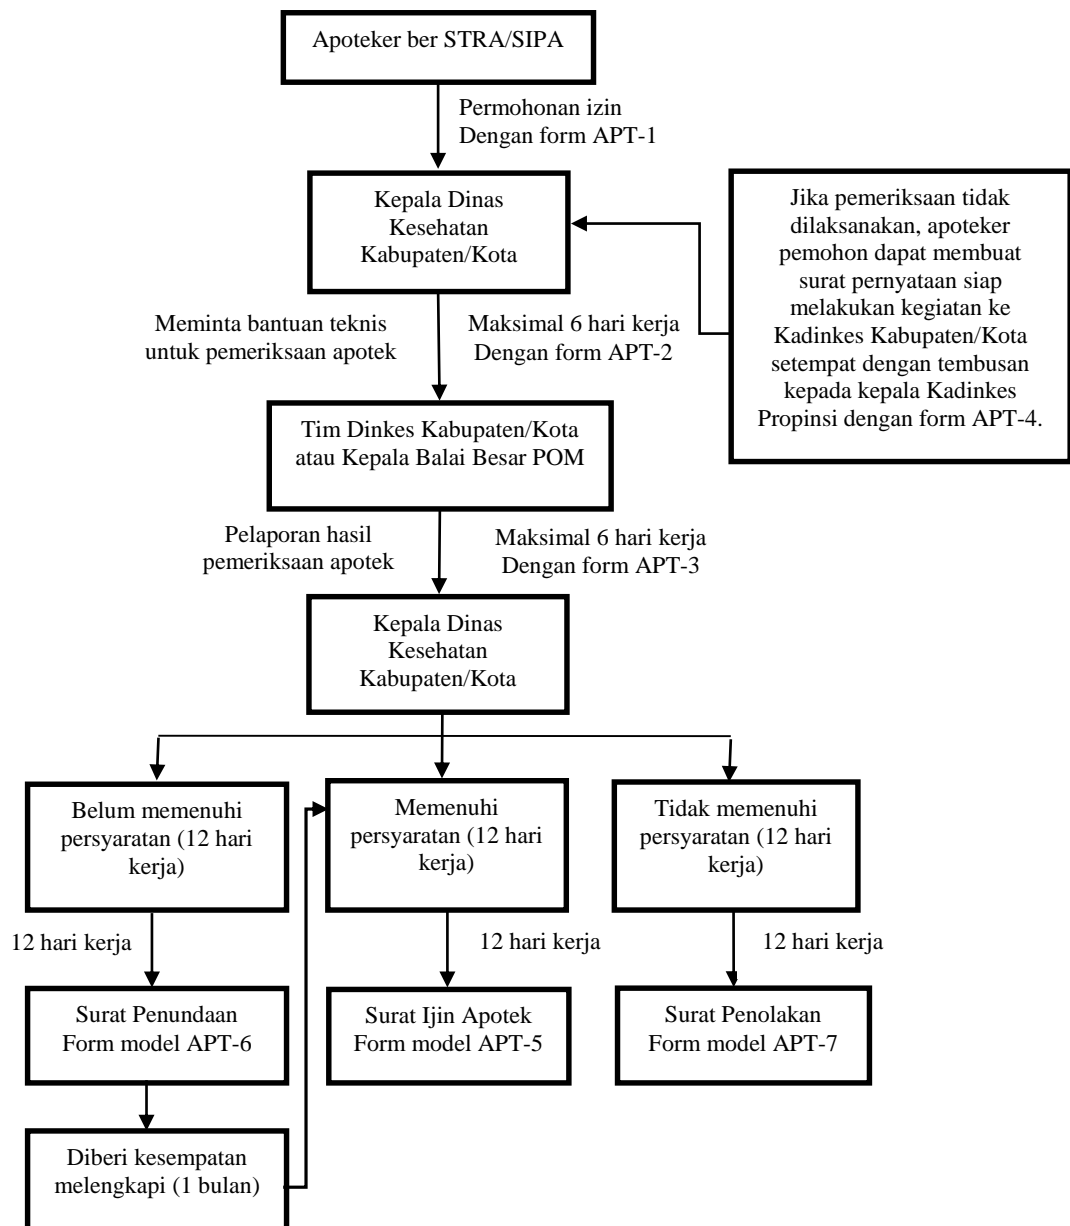 Apoteker ber STRA/SIPA
Permohonan izin
Dengan form APT-1
Kepala Dinas
Kesehatan
Kabupaten/Kota
Jika pemeriksaan tidak
dilaksanakan, apoteker
pemohon dapat membuat
surat pernyataan siap
melakukan kegiatan ke
Kadinkes Kabupaten/Kota
setempat dengan tembusan
kepada kepala Kadinkes
Propinsi dengan form APT-4.
Meminta bantuan teknis
untuk pemeriksaan apotek
Maksimal 6 hari kerja
Dengan form APT-2
Tim Dinkes Kabupaten/Kota
atau Kepala Balai Besar POM
Pelaporan hasil
pemeriksaan apotek
Maksimal 6 hari kerja
Dengan form APT-3
Kepala Dinas
Kesehatan
Kabupaten/Kota
Belum memenuhi
persyaratan (12 hari
kerja)
Memenuhi
persyaratan (12 hari
kerja)
Tidak memenuhi
persyaratan (12 hari
kerja)
12 hari kerja
12 hari kerja
12 hari kerja
Surat Penundaan
Form model APT-6
Surat Ijin Apotek
Form model APT-5
Surat Penolakan
Form model APT-7
Diberi kesempatan
melengkapi (1 bulan)